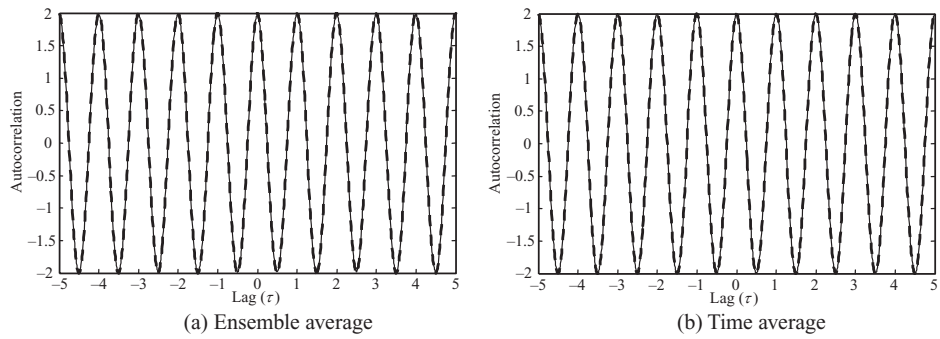 2
1.5
1
0.5
0
–0.5
–1
–1.5
–2
Autocorrelation
–5 –4 –3 –2 –1 0 1 2 3 4 5
Lag (τ)
(a) Ensemble average
2
1.5
1
0.5
0
–0.5
–1
–1.5
–2
Autocorrelation
–5 –4 –3 –2 –1 0 1 2 3 4 5
Lag (τ)
(b) Time average